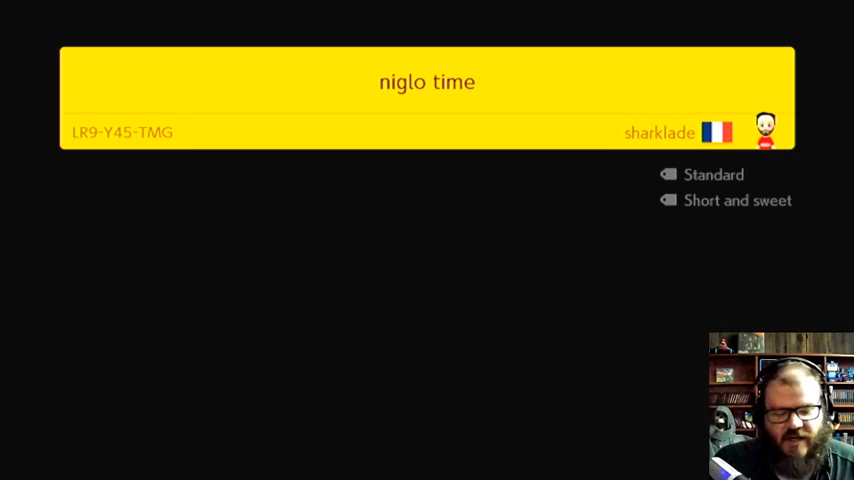 niglo time
LR9-Y45-TMG
sharklade
Standard
Short and sweet